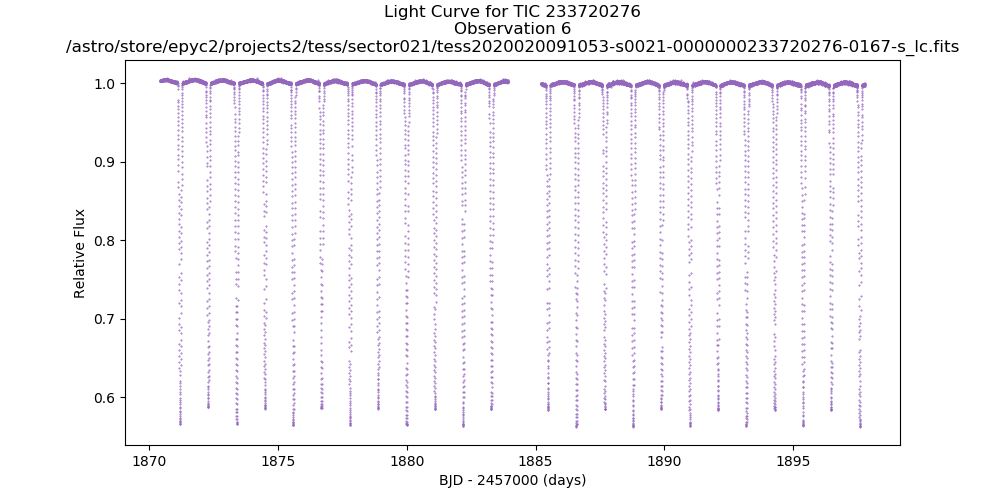 Light Curve for TIC 233720276
Observation 6
/astro/store/epyc2/projects2/tess/sector021/tess2020020091053-s0021-0000000233720276-0167-s_lc.fits
1.0
0.9
0.8
0.7
0.6
Relative Flux
1870 1875 1880 1885 1890 1895
BJD - 2457000 (days)